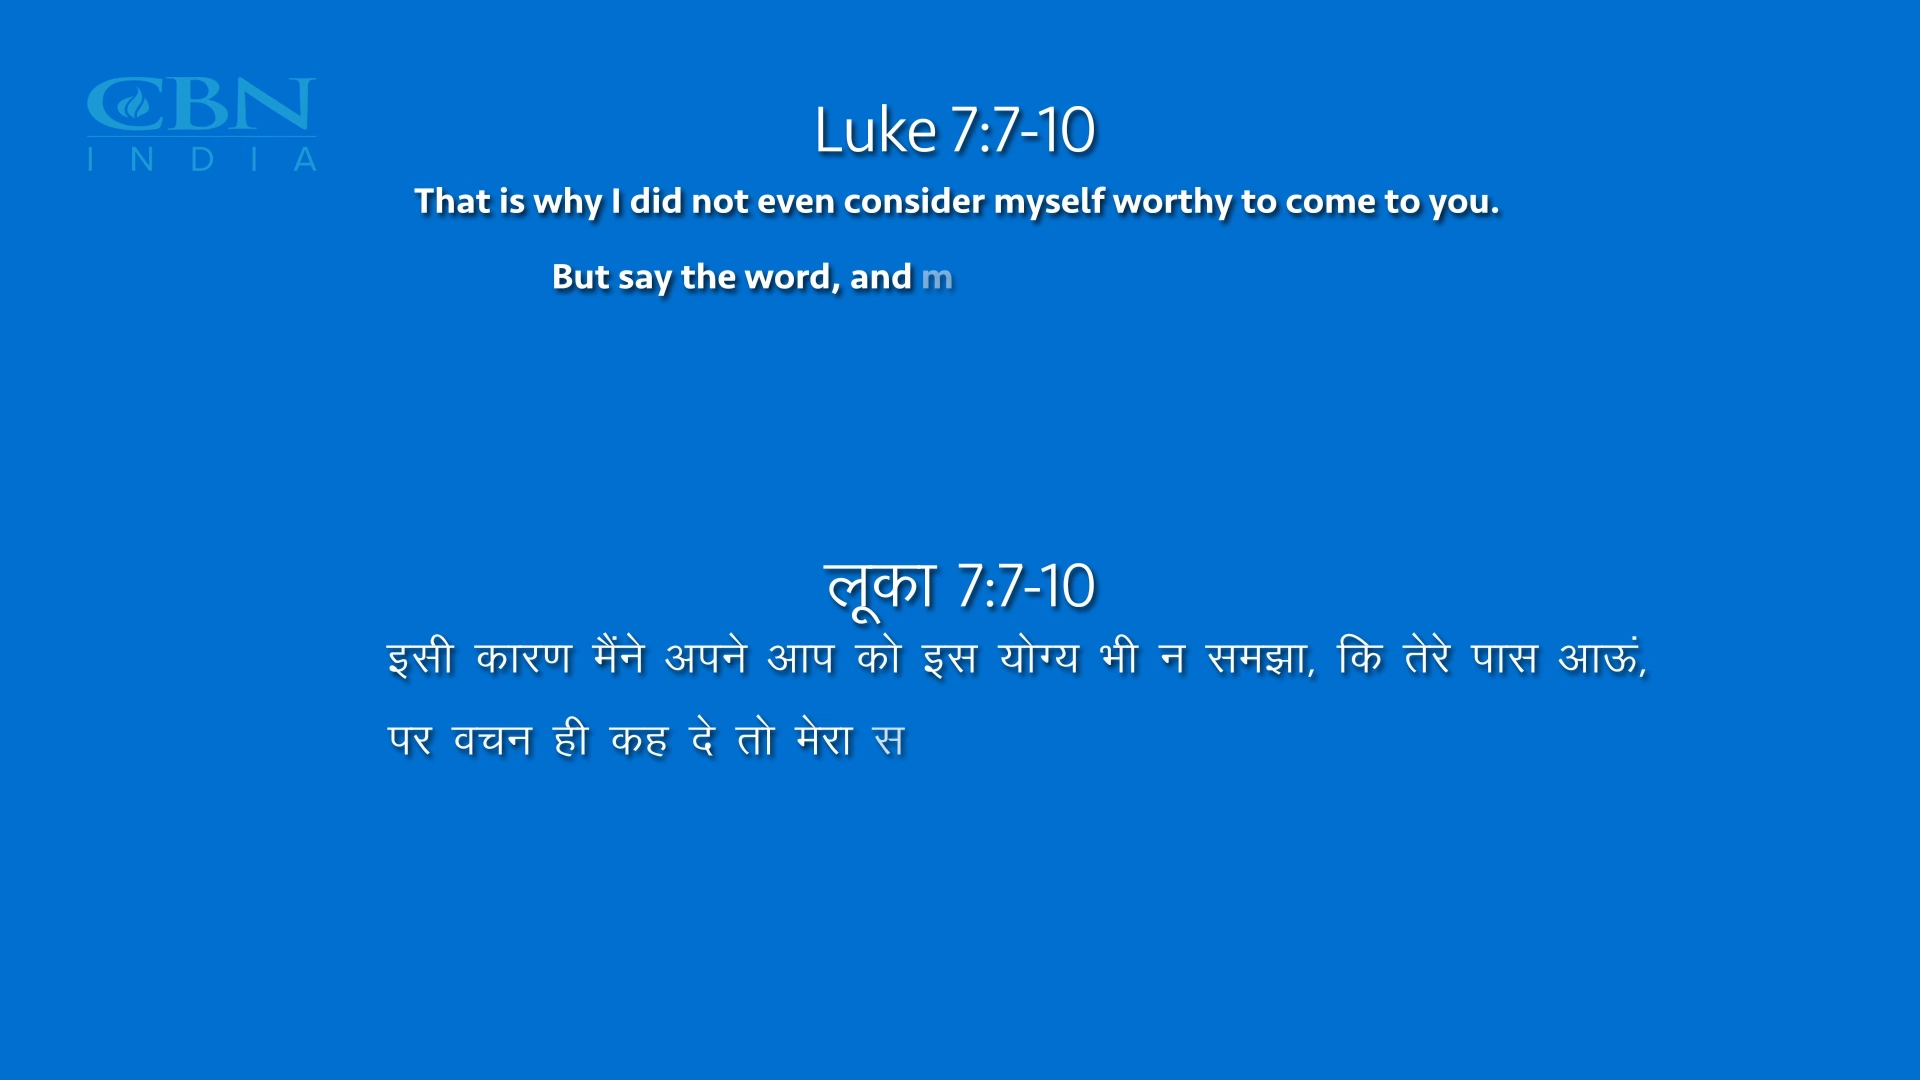 CBN
INDIA
Luke 7:7-10
That is why I did not even consider myself worthy to come to you.
But say the word, and m
लूका 7:7-10
इसी कारण मैंने अपने आप को इस योग्य भी न समझा, कि तेरे पास आऊं,
पर वचन ही कह दे तो मेरा स